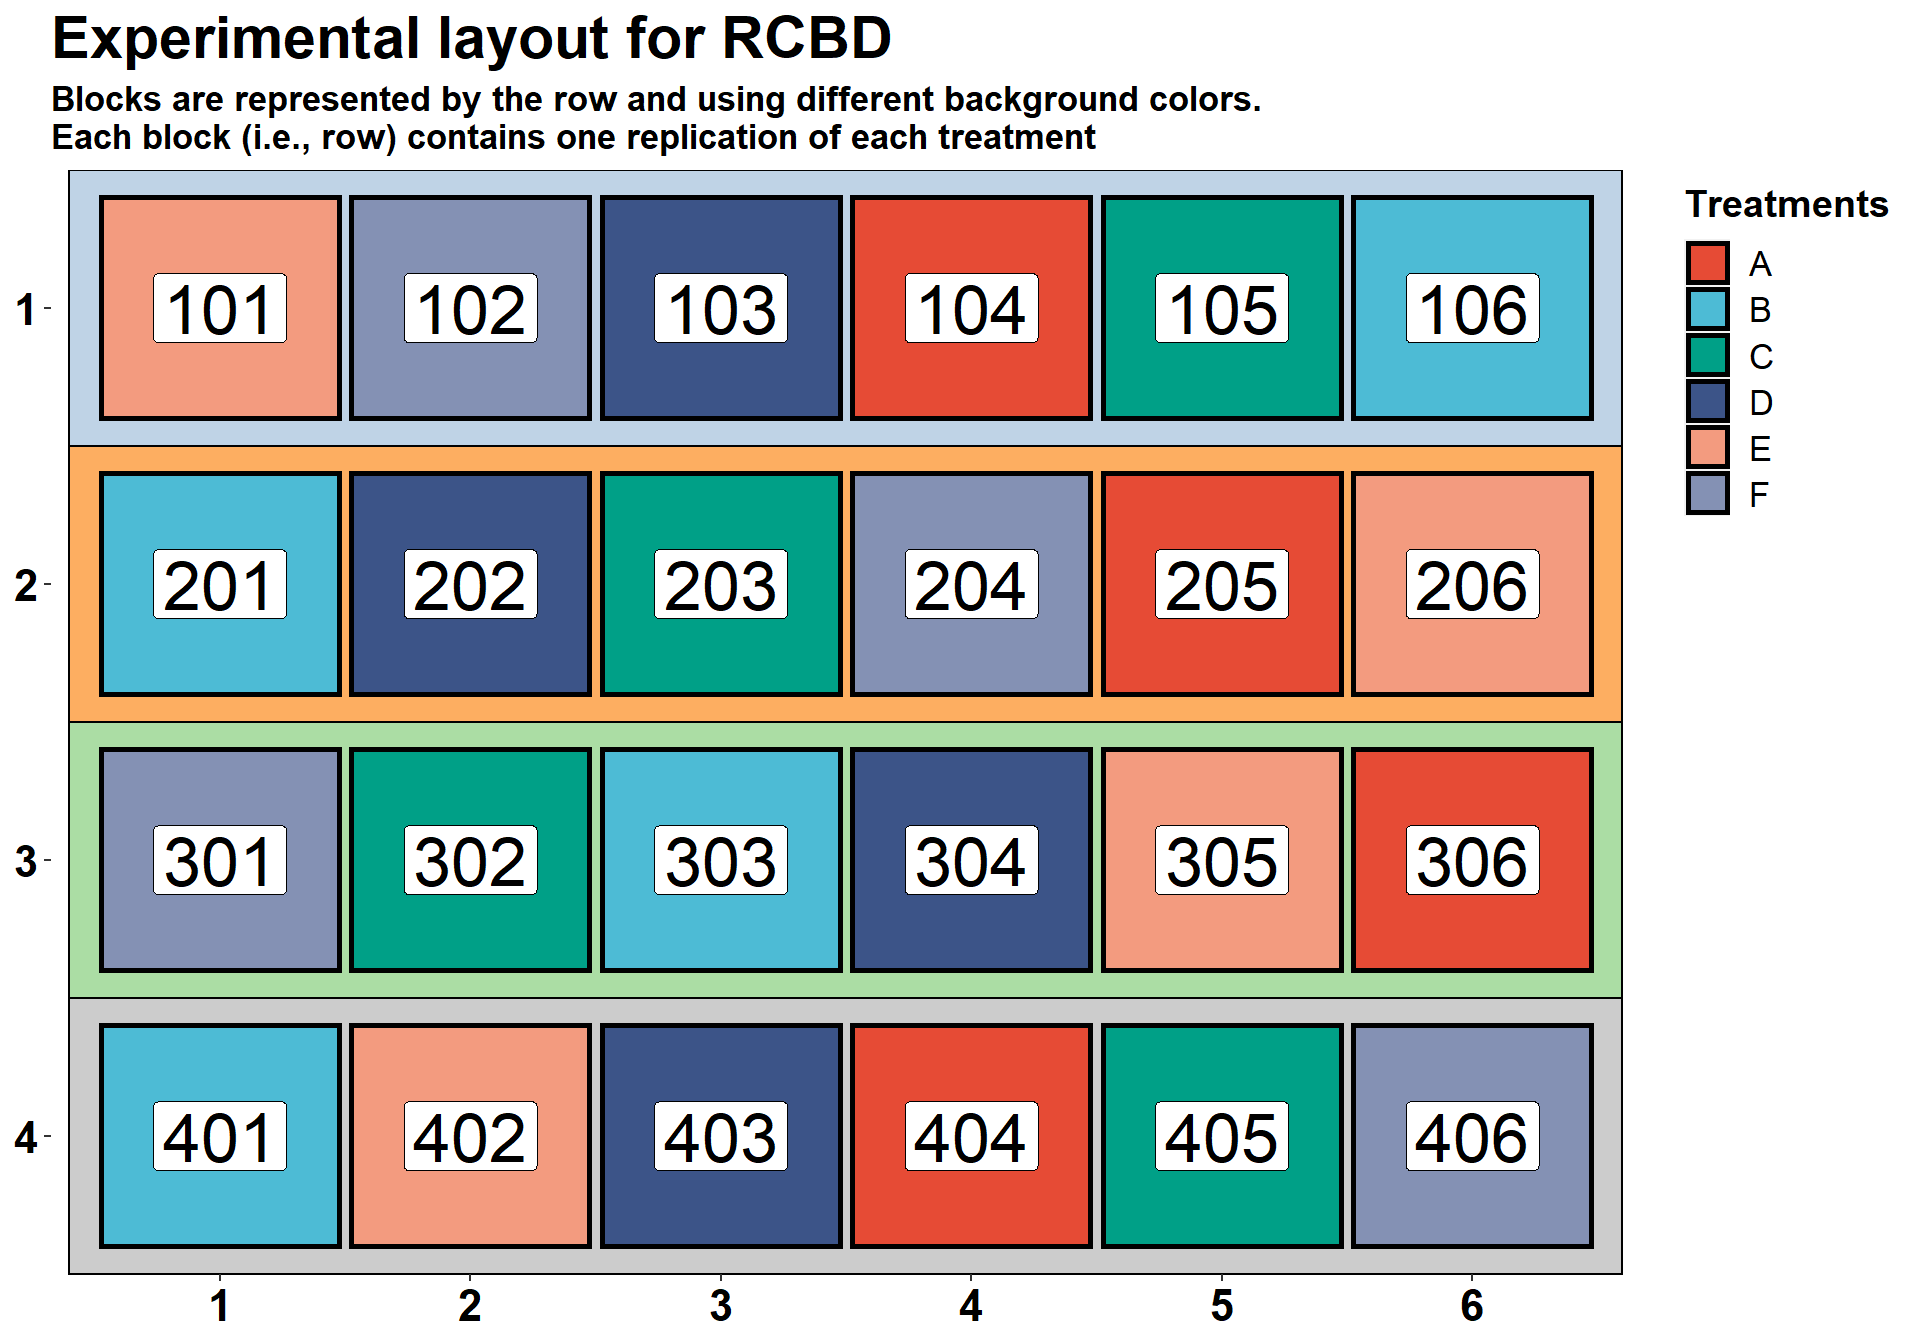 Experimental layout for RCBD
Blocks are represented by the row and using different background colors.
Each block (i.e., row) contains one replication of each treatment
Treatments
A
B
C
D
E
F
1
101 102 103 104 105 106
2
201 202 203 204 205 206
3
301 302 303 304 305 306
4
401 402 403 404 405 406
1 2 3 4 5 6